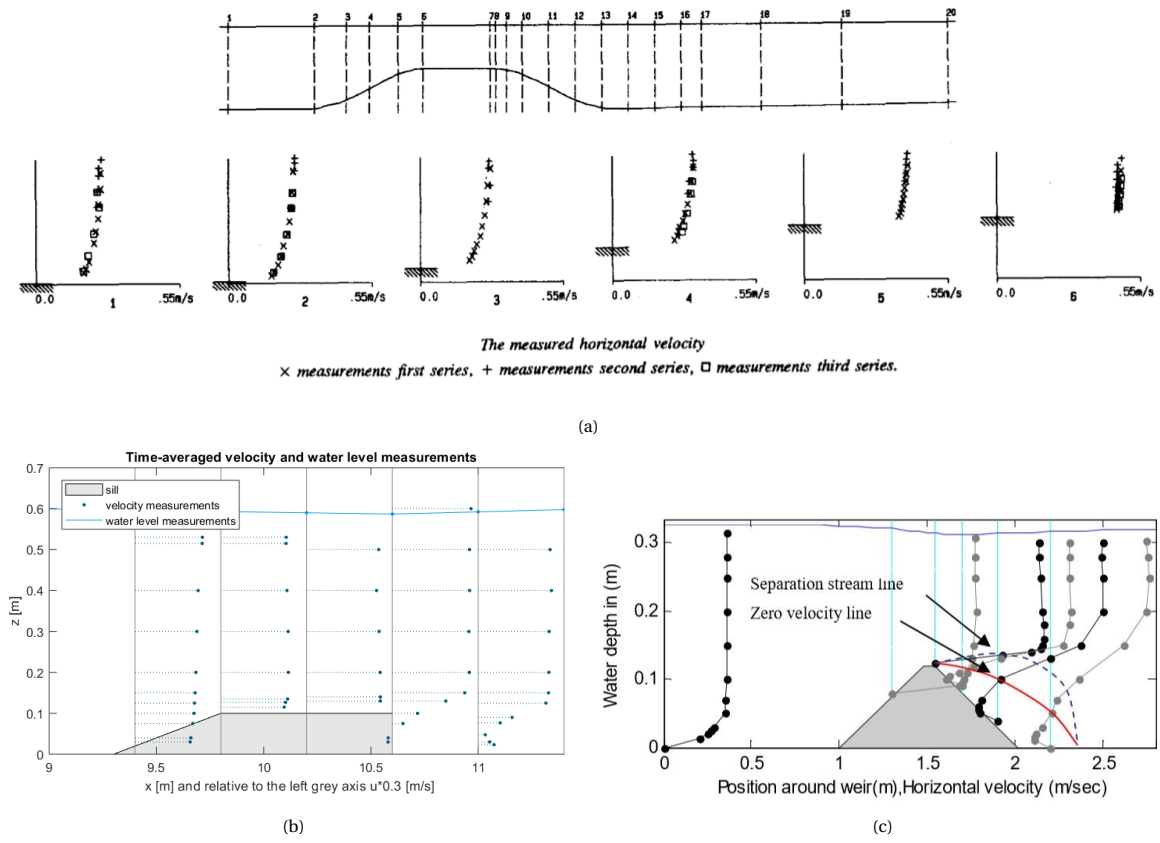 1 2 3 4 5 6 7 8 9 10 11 12 13 14 15 16 17 18 19 20
0.0 1 .55m/s 0.0 2 .55m/s 0.0 3 .55m/s 0.0 4 .55m/s 0.0 5 .55m/s 0.0 6 .55m/s
The measured horizontal velocity
× measurements first series, + measurements second series, □ measurements third series.
(a)
Time-averaged velocity and water level measurements
0.7
sill
velocity measurements
water level measurements
0.6
0.5
0.4
0.3
0.2
0.1
0
z [m]
9 9.5 10 10.5 11
x [m] and relative to the left grey axis u*0.3 [m/s]
(b)
0.3
Separation stream line
0.2
Zero velocity line
0.1
0
Water depth in (m)
0 0.5 1 1.5 2 2.5
Position around weir(m),Horizontal velocity (m/sec)
(c)